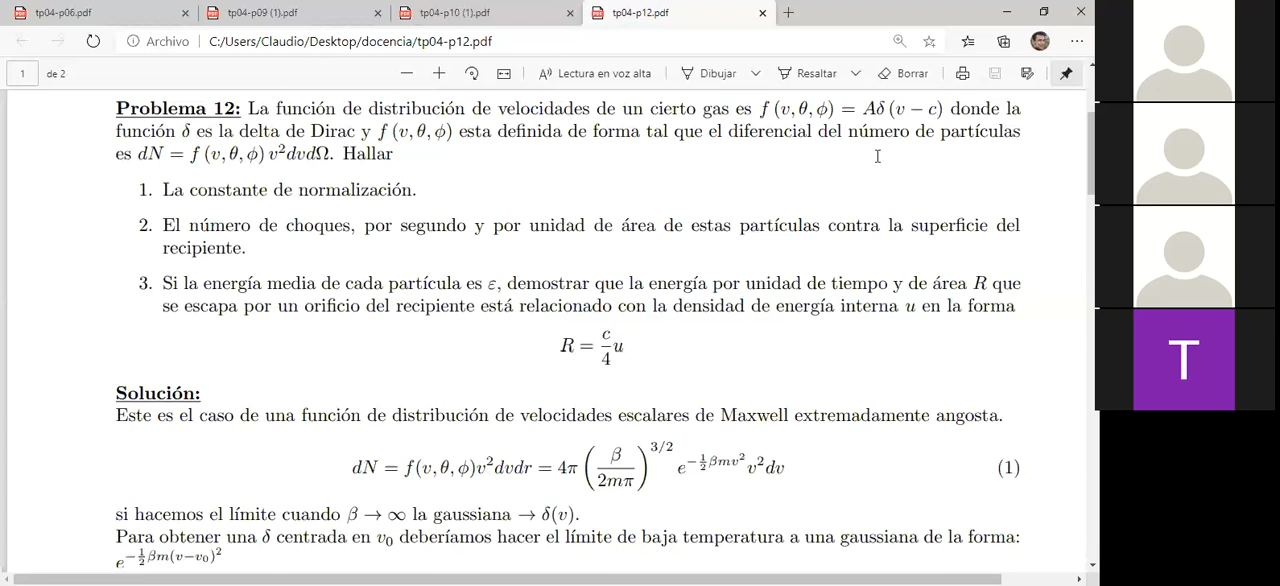 tp04-p06.pdf
tp04-p09 (1).pdf
tp04-p10 (1).pdf
tp04-p12.pdf
Archivo | C:/Users/Claudio/Desktop/docencia/tp04-p12.pdf
1 de 2
Lectura en voz alta
Dibujar
Resaltar
Borrar
Problema 12: La función de distribución de velocidades de un cierto gas es f (v, θ, ϕ) = Aδ (v − c) donde la
función δ es la delta de Dirac y f (v, θ, ϕ) esta definida de forma tal que el diferencial del número de partículas
es dN = f (v, θ, ϕ) v²dvdΩ. Hallar
1. La constante de normalización.
2. El número de choques, por segundo y por unidad de área de estas partículas contra la superficie del
recipiente.
3. Si la energía media de cada partícula es ε, demostrar que la energía por unidad de tiempo y de área R que
se escapa por un orificio del recipiente está relacionado con la densidad de energía interna u en la forma
R = c/4 u
Solución:
Este es el caso de una función de distribución de velocidades escalares de Maxwell extremadamente angosta.
dN = f(v, θ, ϕ)v²dvdr = 4π (β/2mπ)^3/2 e^−½βmv² v²dv (1)
si hacemos el límite cuando β → ∞ la gaussiana → δ(v).
Para obtener una δ centrada en v₀ deberíamos hacer el límite de baja temperatura a una gaussiana de la forma:
e^−½βm(v−v₀)²
T